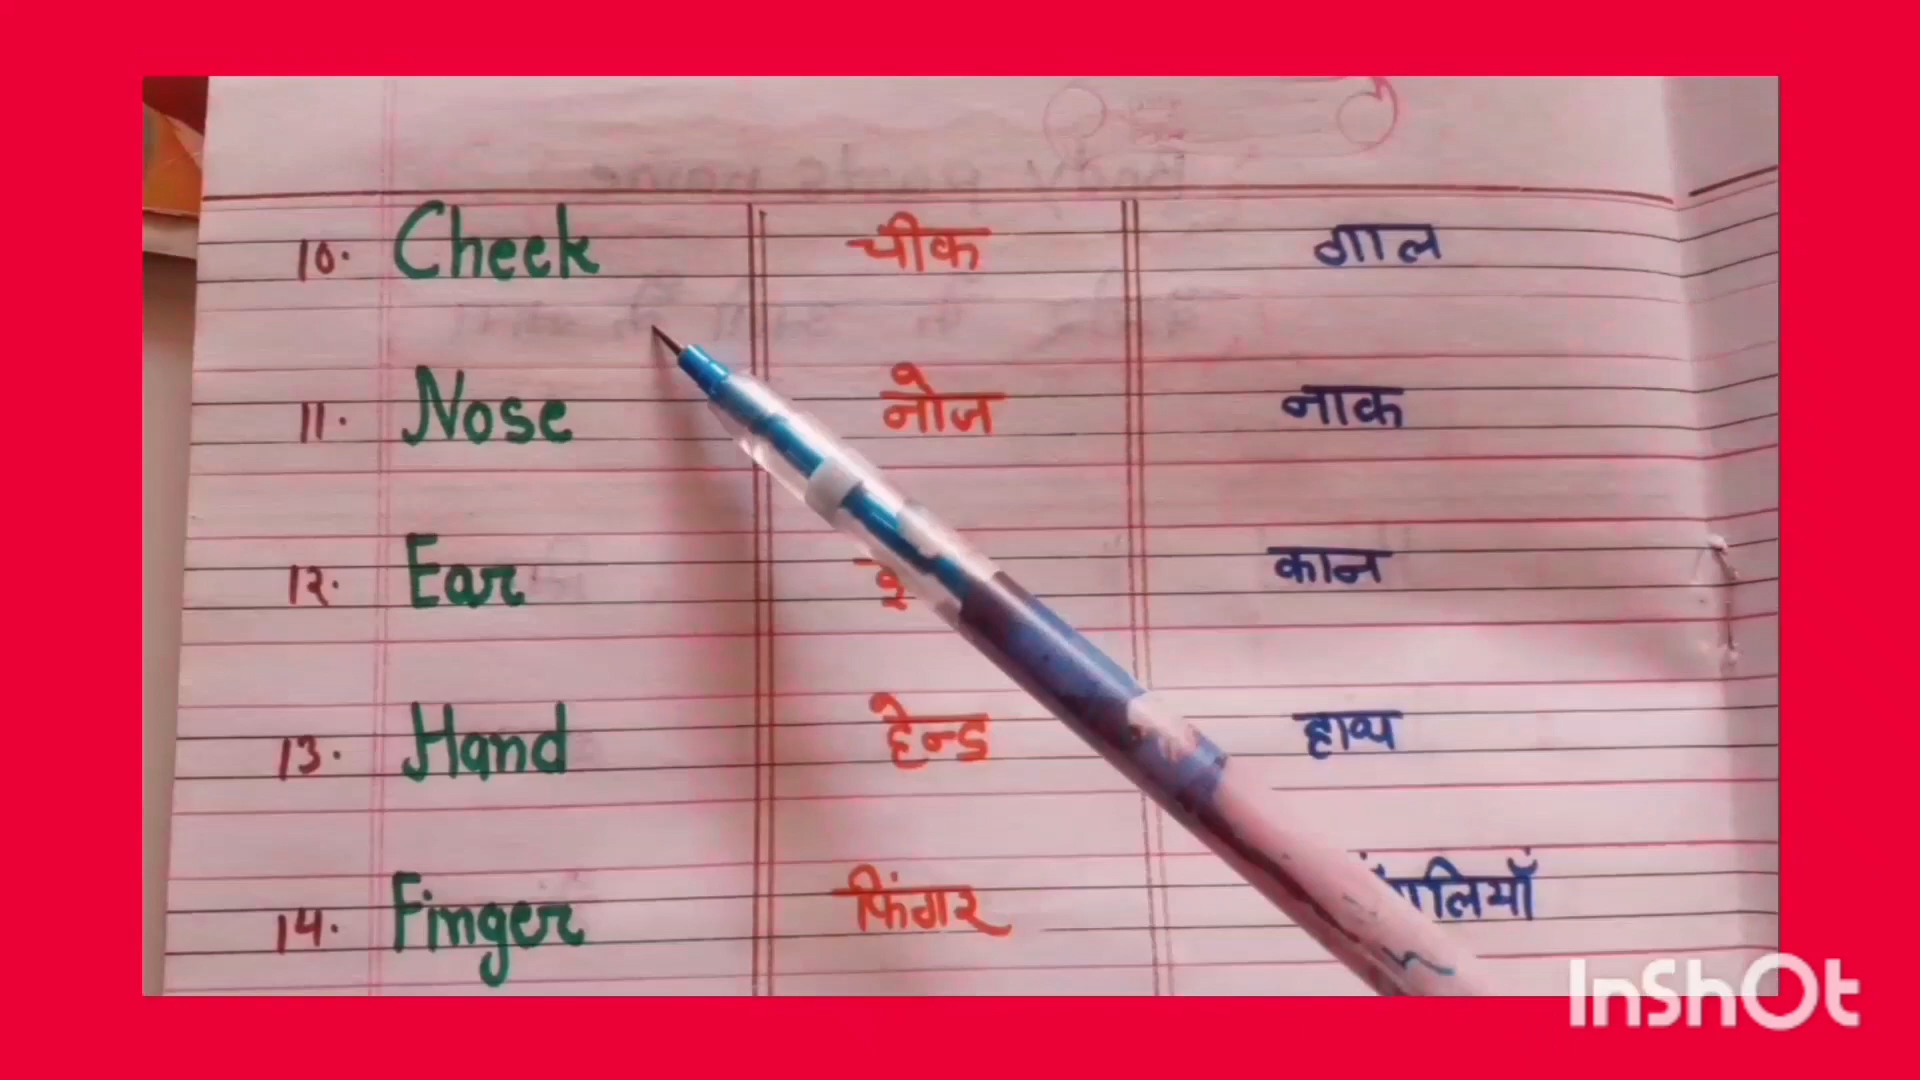 10. Cheek चीक गाल
11. Nose नोज नाक
12. Ear कान
13. Hand हेन्ड हाथ
14. Finger फिंगर
InShOt